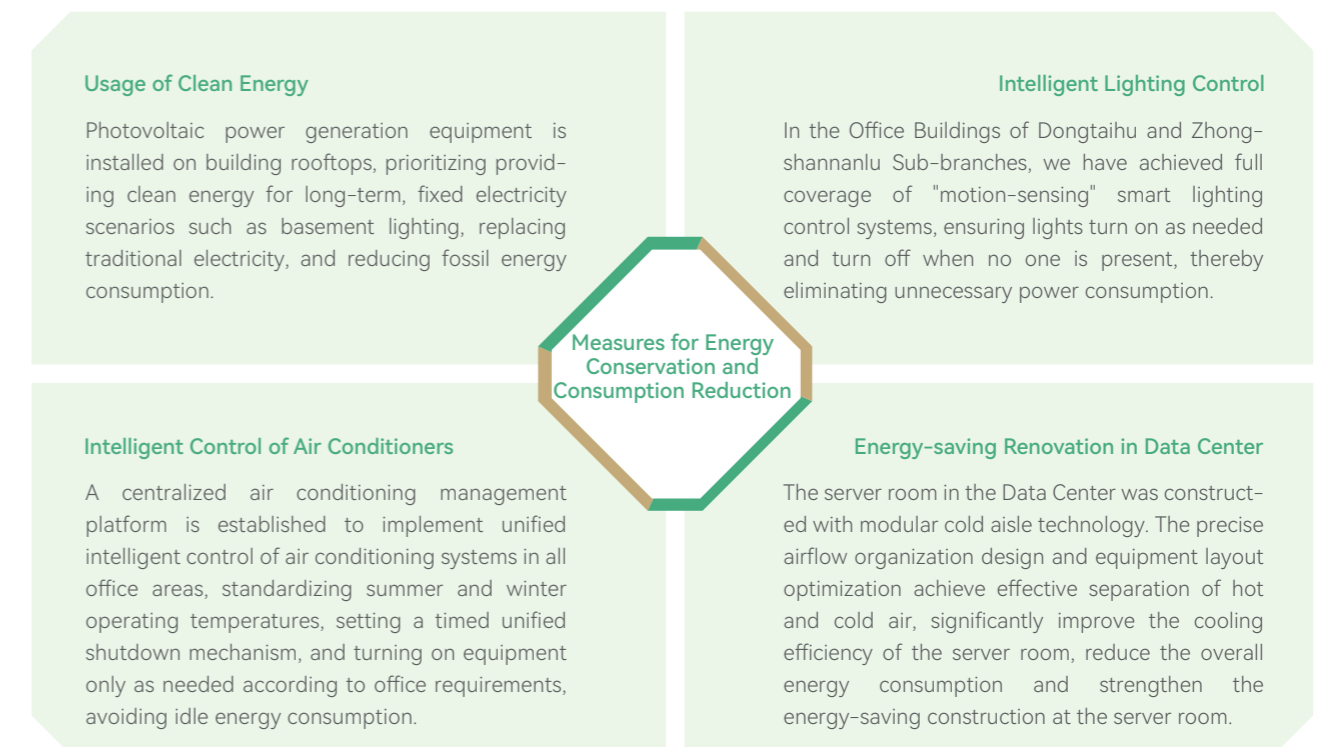 Usage of Clean Energy
Photovoltaic power generation equipment is
installed on building rooftops, prioritizing provid-
ing clean energy for long-term, fixed electricity
scenarios such as basement lighting, replacing
traditional electricity, and reducing fossil energy
consumption.
Intelligent Lighting Control
In the Office Buildings of Dongtaihu and Zhong-
shannanlu Sub-branches, we have achieved full
coverage of "motion-sensing" smart lighting
control systems, ensuring lights turn on as needed
and turn off when no one is present, thereby
eliminating unnecessary power consumption.
Measures for Energy
Conservation and
Consumption Reduction
Intelligent Control of Air Conditioners
A centralized air conditioning management
platform is established to implement unified
intelligent control of air conditioning systems in all
office areas, standardizing summer and winter
operating temperatures, setting a timed unified
shutdown mechanism, and turning on equipment
only as needed according to office requirements,
avoiding idle energy consumption.
Energy-saving Renovation in Data Center
The server room in the Data Center was construct-
ed with modular cold aisle technology. The precise
airflow organization design and equipment layout
optimization achieve effective separation of hot
and cold air, significantly improve the cooling
efficiency of the server room, reduce the overall
energy consumption and strengthen the
energy-saving construction at the server room.